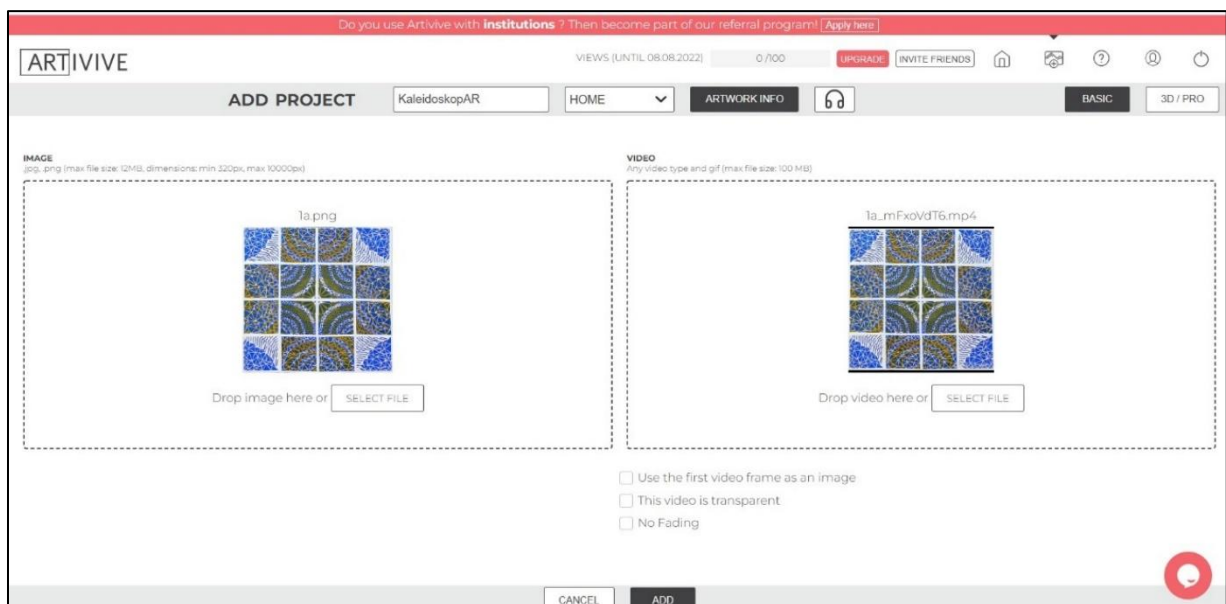 Do you use Artivive with institutions ? Then become part of our referral program! Apply here
ARTIVIVE
VIEWS (UNTIL 08.08.2022) 0 /100 UPGRADE INVITE FRIENDS
ADD PROJECT KaleidoskopAR HOME ARTWORK INFO BASIC 3D / PRO
IMAGE
.jpg, .png (max file size: 12MB, dimensions: min 320px, max 10000px)
VIDEO
Any video type and gif (max file size: 100 MB)
1a.png
1a_mFxoVdT6.mp4
Drop image here or SELECT FILE
Drop video here or SELECT FILE
Use the first video frame as an image
This video is transparent
No Fading
CANCEL ADD